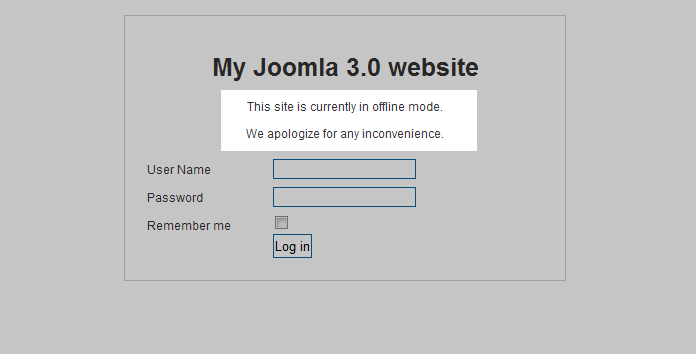 My Joomla 3.0 website
This site is currently in offline mode.
We apologize for any inconvenience.
User Name
Password
Remember me
Log in